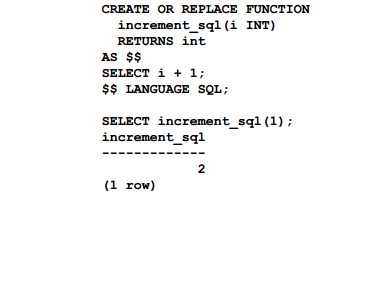 CREATE OR REPLACE FUNCTION
increment_sql(i INT)
RETURNS int
AS $$
SELECT i + 1;
$$ LANGUAGE SQL;
SELECT increment_sql(1);
increment_sql
-------------
2
(1 row)